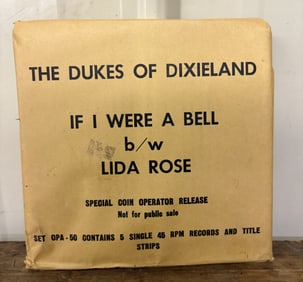 THE DUKES OF DIXIELAND
IF I WERE A BELL
b/w
LIDA ROSE
SPECIAL COIN OPERATOR RELEASE
Not for public sale
SET OPA-50 CONTAINS 5 SINGLE 45 RPM RECORDS AND TITLE
STRIPS